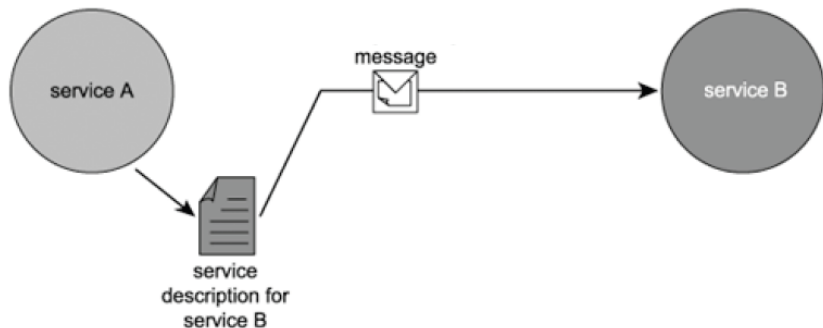 message
service A
service B
service
description for
service B